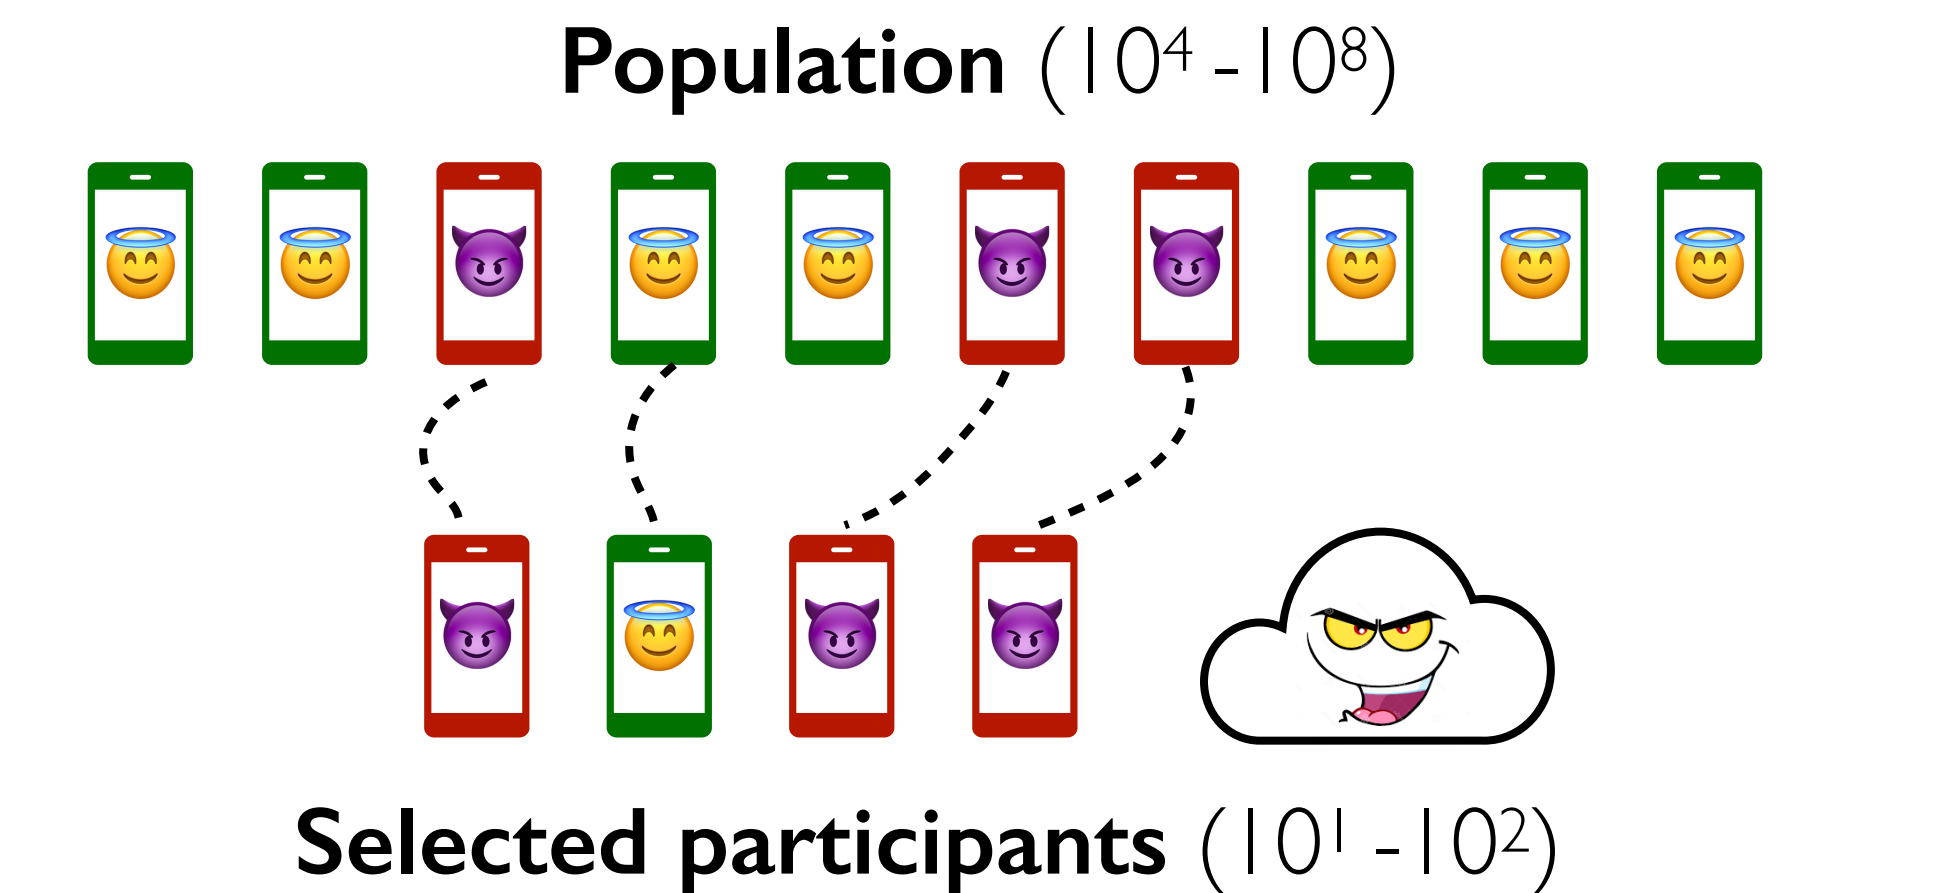 Population (10⁴ -10⁸)
Selected participants (10¹ -10²)